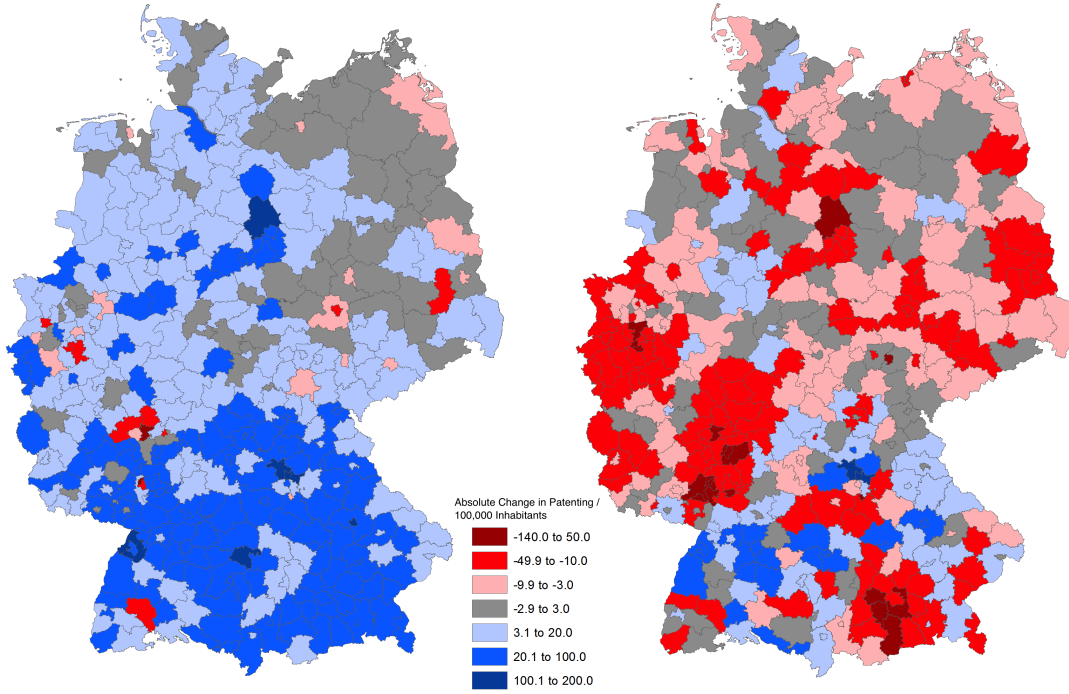 Absolute Change in Patenting /
100,000 Inhabitants
-140.0 to 50.0
-49.9 to -10.0
-9.9 to -3.0
-2.9 to 3.0
3.1 to 20.0
20.1 to 100.0
100.1 to 200.0